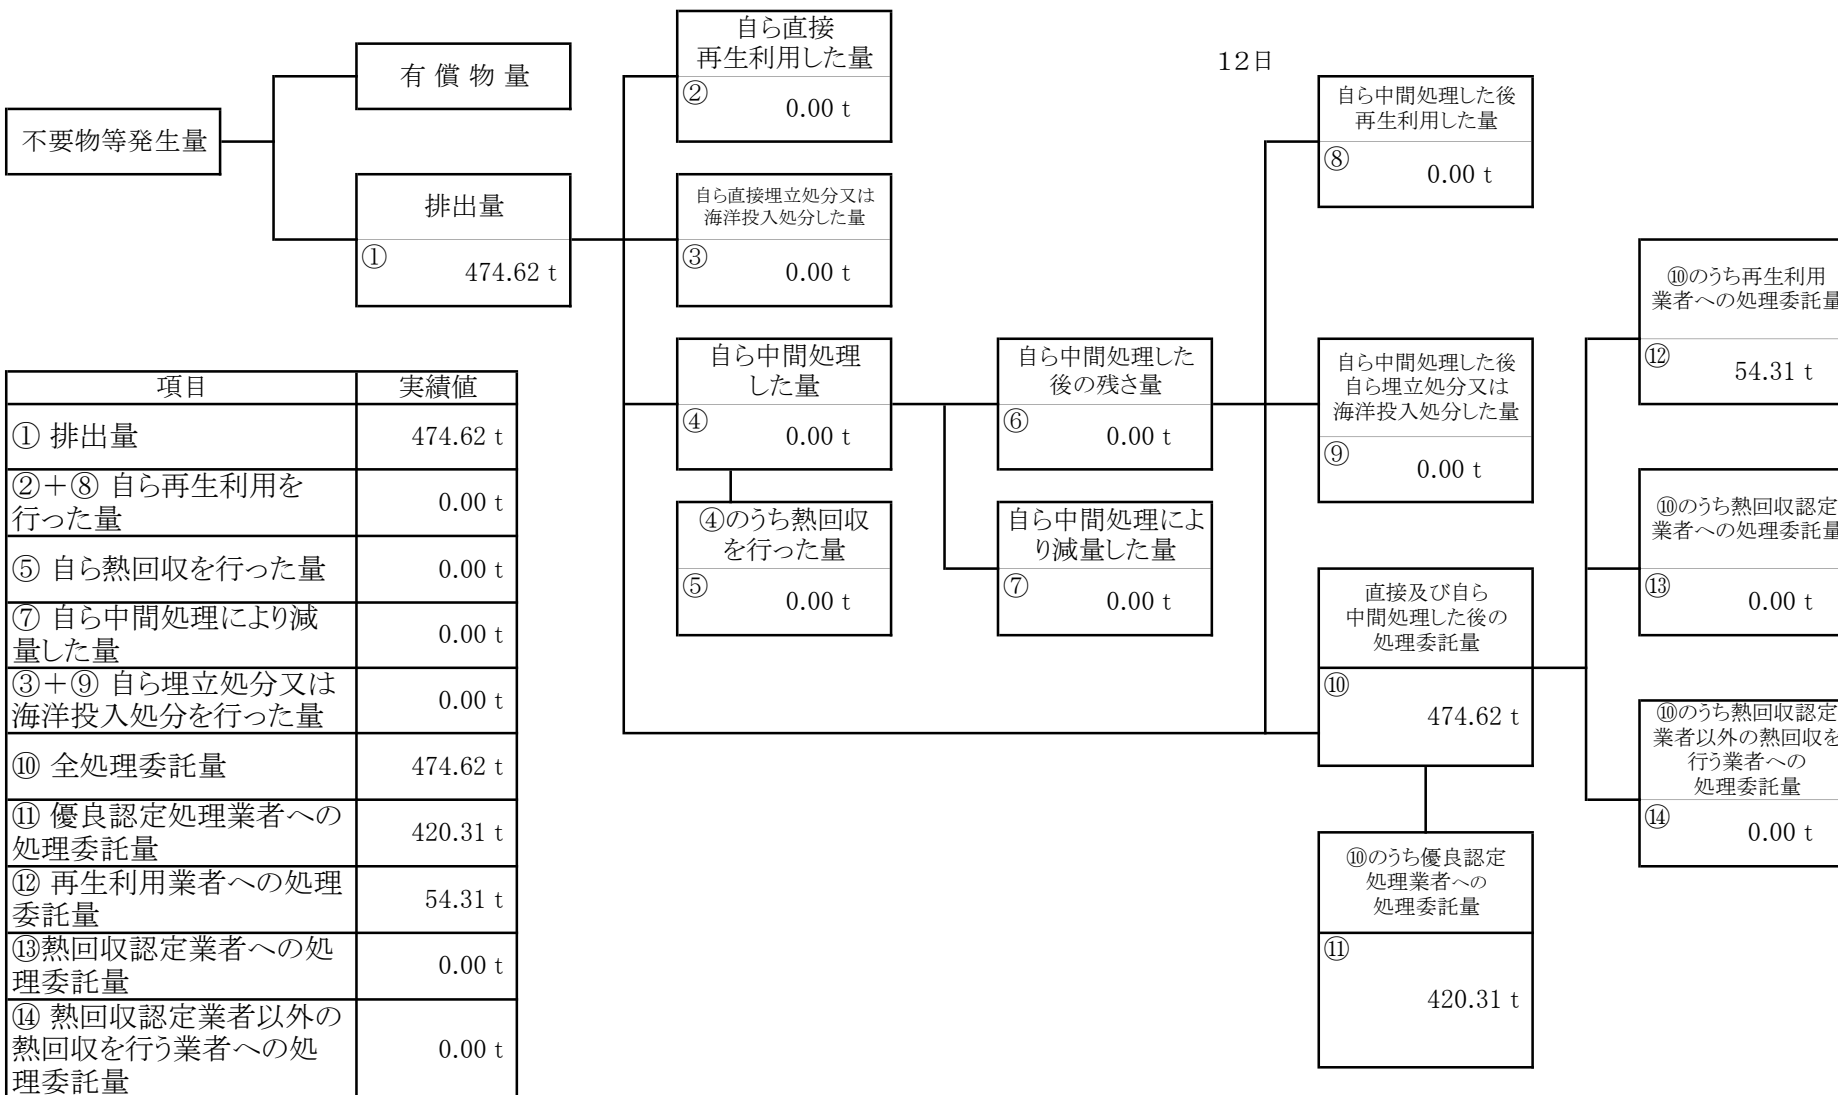 自ら直接
再生利用した量
② 0.00 t
12日
有 償 物 量
不要物等発生量
自ら中間処理した後
再生利用した量
⑧ 0.00 t
排出量
① 474.62 t
自ら直接埋立処分又は
海洋投入処分した量
③ 0.00 t
⑩のうち再生利用
業者への処理委託量
⑫ 54.31 t
自ら中間処理
した量
④ 0.00 t
自ら中間処理した
後の残さ量
⑥ 0.00 t
自ら中間処理した後
自ら埋立処分又は
海洋投入処分した量
⑨ 0.00 t
④のうち熱回収
を行った量
⑤ 0.00 t
自ら中間処理によ
り減量した量
⑦ 0.00 t
⑩のうち熱回収認定
業者への処理委託量
⑬ 0.00 t
直接及び自ら
中間処理した後の
処理委託量
⑩ 474.62 t
⑩のうち熱回収認定
業者以外の熱回収を
行う業者への
処理委託量
⑭ 0.00 t
⑩のうち優良認定
処理業者への
処理委託量
⑪ 420.31 t
項目 実績値
① 排出量 474.62 t
②＋⑧ 自ら再生利用を
行った量 0.00 t
⑤ 自ら熱回収を行った量 0.00 t
⑦ 自ら中間処理により減
量した量 0.00 t
③＋⑨ 自ら埋立処分又は
海洋投入処分を行った量 0.00 t
⑩ 全処理委託量 474.62 t
⑪ 優良認定処理業者への
処理委託量 420.31 t
⑫ 再生利用業者への処理
委託量 54.31 t
⑬熱回収認定業者への処
理委託量 0.00 t
⑭ 熱回収認定業者以外の
熱回収を行う業者への処
理委託量 0.00 t